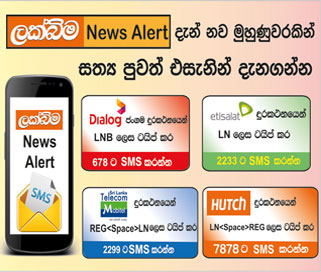 ලක්බිම News Alert දැන් නව මුහුණුවරකින්
සත්‍ය පුවත් එසැනින් දැනගන්න
ලක්බිම
News
Alert
SMS
Dialog ජංගම දුරකථනයෙන්
LNB ලෙස ටයිප් කර
678 ට SMS කරන්න
etisalat දුරකථනයෙන්
LN ලෙස ටයිප් කර
2233 ට SMS කරන්න
Sri Lanka
Telecom
Mobitel
දුරකථනයෙන්
REG<Space>LN ලෙස ටයිප් කර
2299 ට SMS කරන්න
HUTCH දුරකථනයෙන්
LN<Space>REG ලෙස ටයිප් කර
7878 ට SMS කරන්න